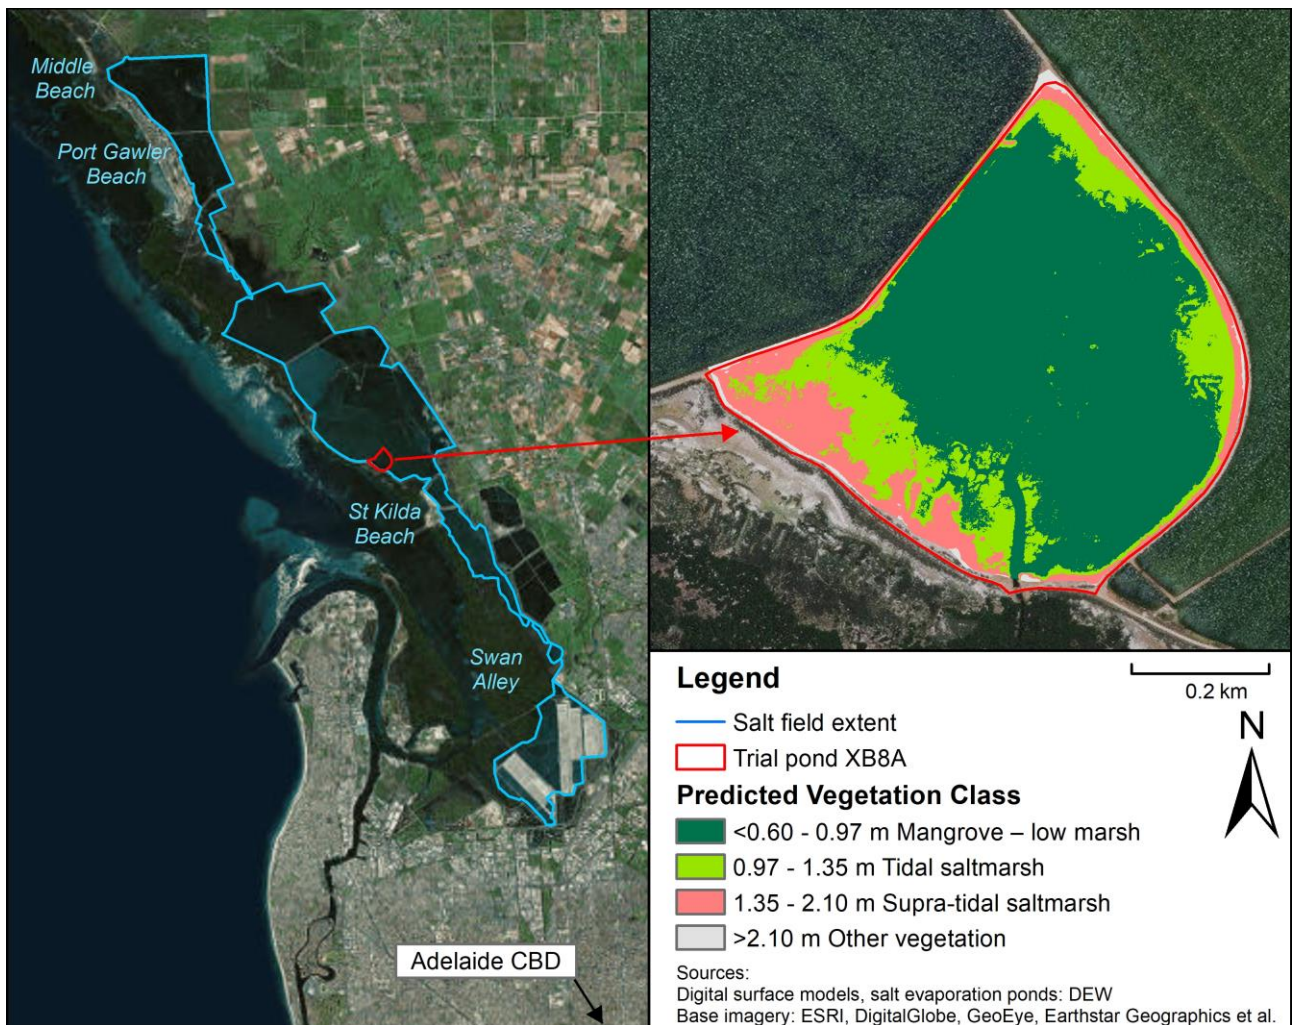 Middle
Beach
Port Gawler
Beach
St Kilda
Beach
Swan
Alley
Adelaide CBD
Legend
0.2 km
Salt field extent
Trial pond XB8A
N
Predicted Vegetation Class
<0.60 - 0.97 m Mangrove – low marsh
0.97 - 1.35 m Tidal saltmarsh
1.35 - 2.10 m Supra-tidal saltmarsh
>2.10 m Other vegetation
Sources:
Digital surface models, salt evaporation ponds: DEW
Base imagery: ESRI, DigitalGlobe, GeoEye, Earthstar Geographics et al.